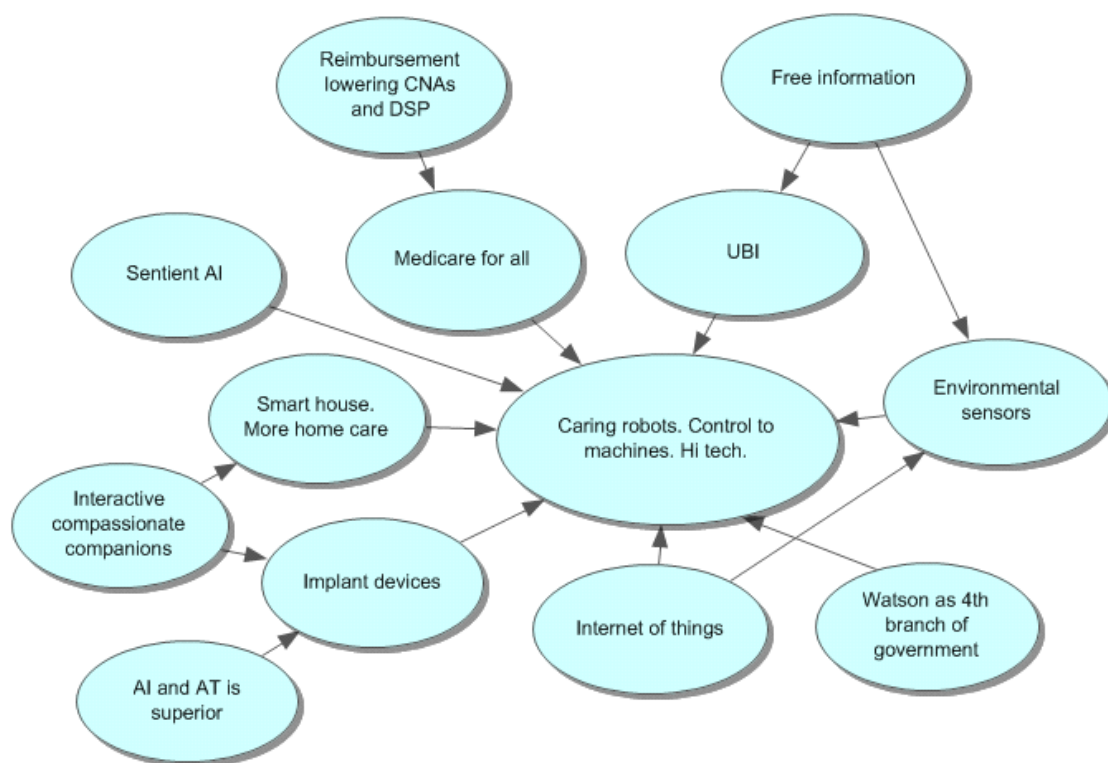 Reimbursement
lowering CNAs
and DSP
Free information
Medicare for all
UBI
Sentient AI
Smart house.
More home care
Caring robots. Control to
machines. Hi tech.
Environmental
sensors
Interactive
compassionate
companions
Implant devices
Internet of things
Watson as 4th
branch of
government
AI and AT is
superior